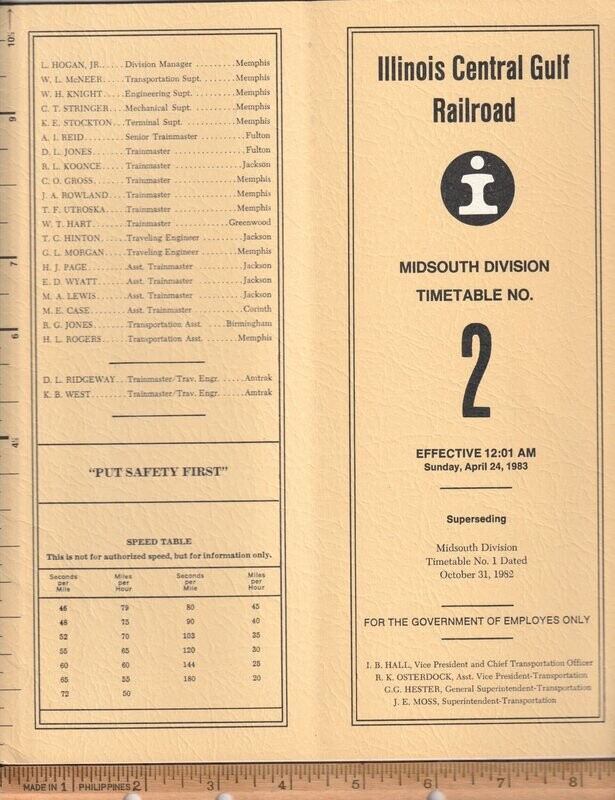 L. HOGAN, JR.....Division Manager.........Memphis
W. L. McNEER.....Transportation Supt......Memphis
W. H. KNIGHT.....Engineering Supt.........Memphis
C. T. STRINGER...Mechanical Supt..........Memphis
K. E. STOCKTON...Terminal Supt............Memphis
A. I. REID.......Senior Trainmaster.......Fulton
D. L. JONES......Trainmaster..............Fulton
R. L. KOONCE.....Trainmaster..............Jackson
C. O. GROSS......Trainmaster..............Memphis
J. A. ROWLAND....Trainmaster..............Memphis
T. F. UTROSKA....Trainmaster..............Memphis
W. T. HART.......Trainmaster..............Greenwood
T. C. HINTON.....Traveling Engineer.......Jackson
G. L. MORGAN.....Traveling Engineer.......Memphis
H. J. PAGE.......Asst. Trainmaster........Jackson
E. D. WYATT......Asst. Trainmaster........Jackson
M. A. LEWIS......Asst. Trainmaster........Jackson
M. E. CASE.......Asst. Trainmaster........Corinth
B. G. JONES......Transportation Asst......Birmingham
H. L. ROGERS.....Transportation Asst......Memphis
D. L. RIDGEWAY...Trainmaster/Trav. Engr...Amtrak
K. B. WEST.......Trainmaster/Trav. Engr...Amtrak
"PUT SAFETY FIRST"
SPEED TABLE
This is not for authorized speed, but for information only.
Seconds per Mile Miles per Hour Seconds per Mile Miles per Hour
46 79 80 45
48 75 90 40
52 70 103 35
55 65 120 30
60 60 144 25
65 55 180 20
72 50
Illinois Central Gulf
Railroad
i
MIDSOUTH DIVISION
TIMETABLE NO.
2
EFFECTIVE 12:01 AM
Sunday, April 24, 1983
Superseding
Midsouth Division
Timetable No. 1 Dated
October 31, 1982
FOR THE GOVERNMENT OF EMPLOYES ONLY
I. B. HALL, Vice President and Chief Transportation Officer
R. K. OSTERDOCK, Asst. Vice President-Transportation
G.G. HESTER, General Superintendent-Transportation
J. E. MOSS, Superintendent-Transportation
10½
9
7
6
4½
MADE IN 1 PHILIPPINES 2 3 4 5 6 7 8